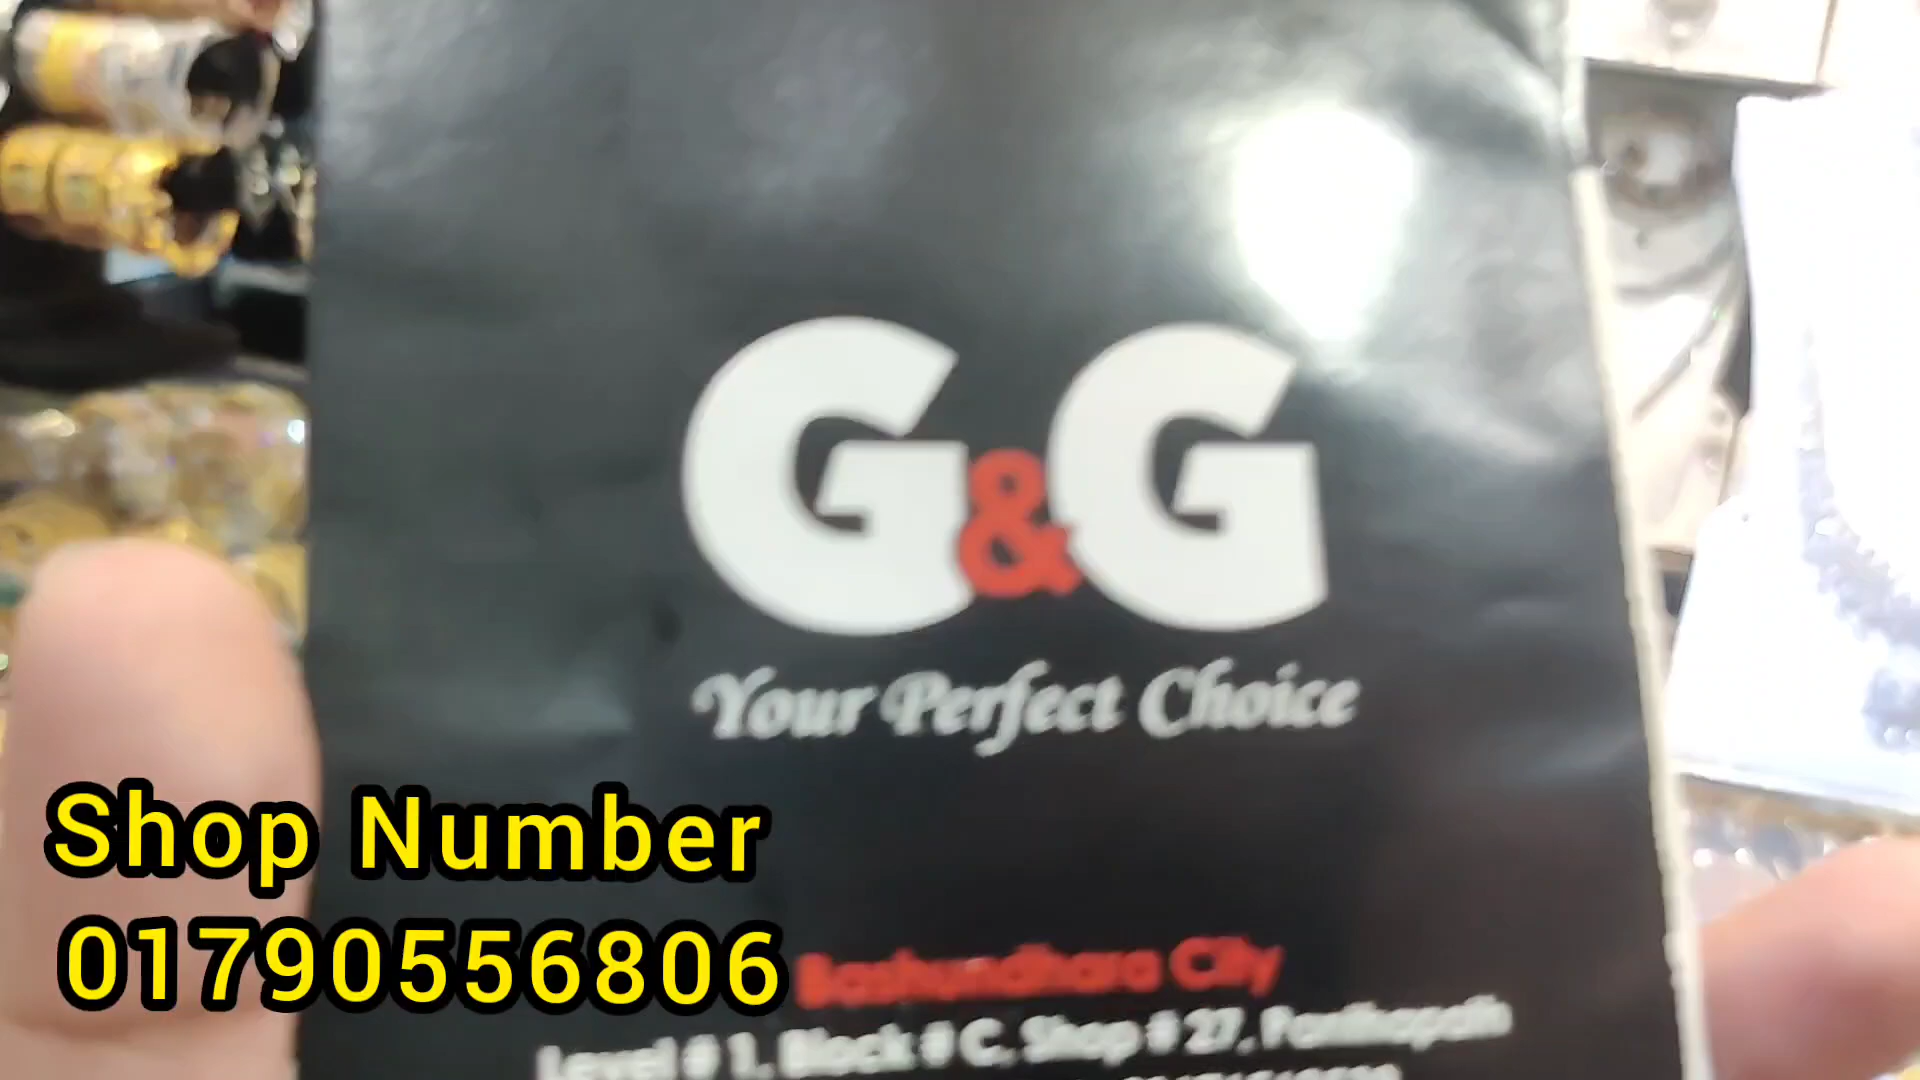 G&G
Your Perfect Choice
Shop Number
01790556806
Bashundhara City
Level # 1, Block # C, Shop # 27, Panthapath